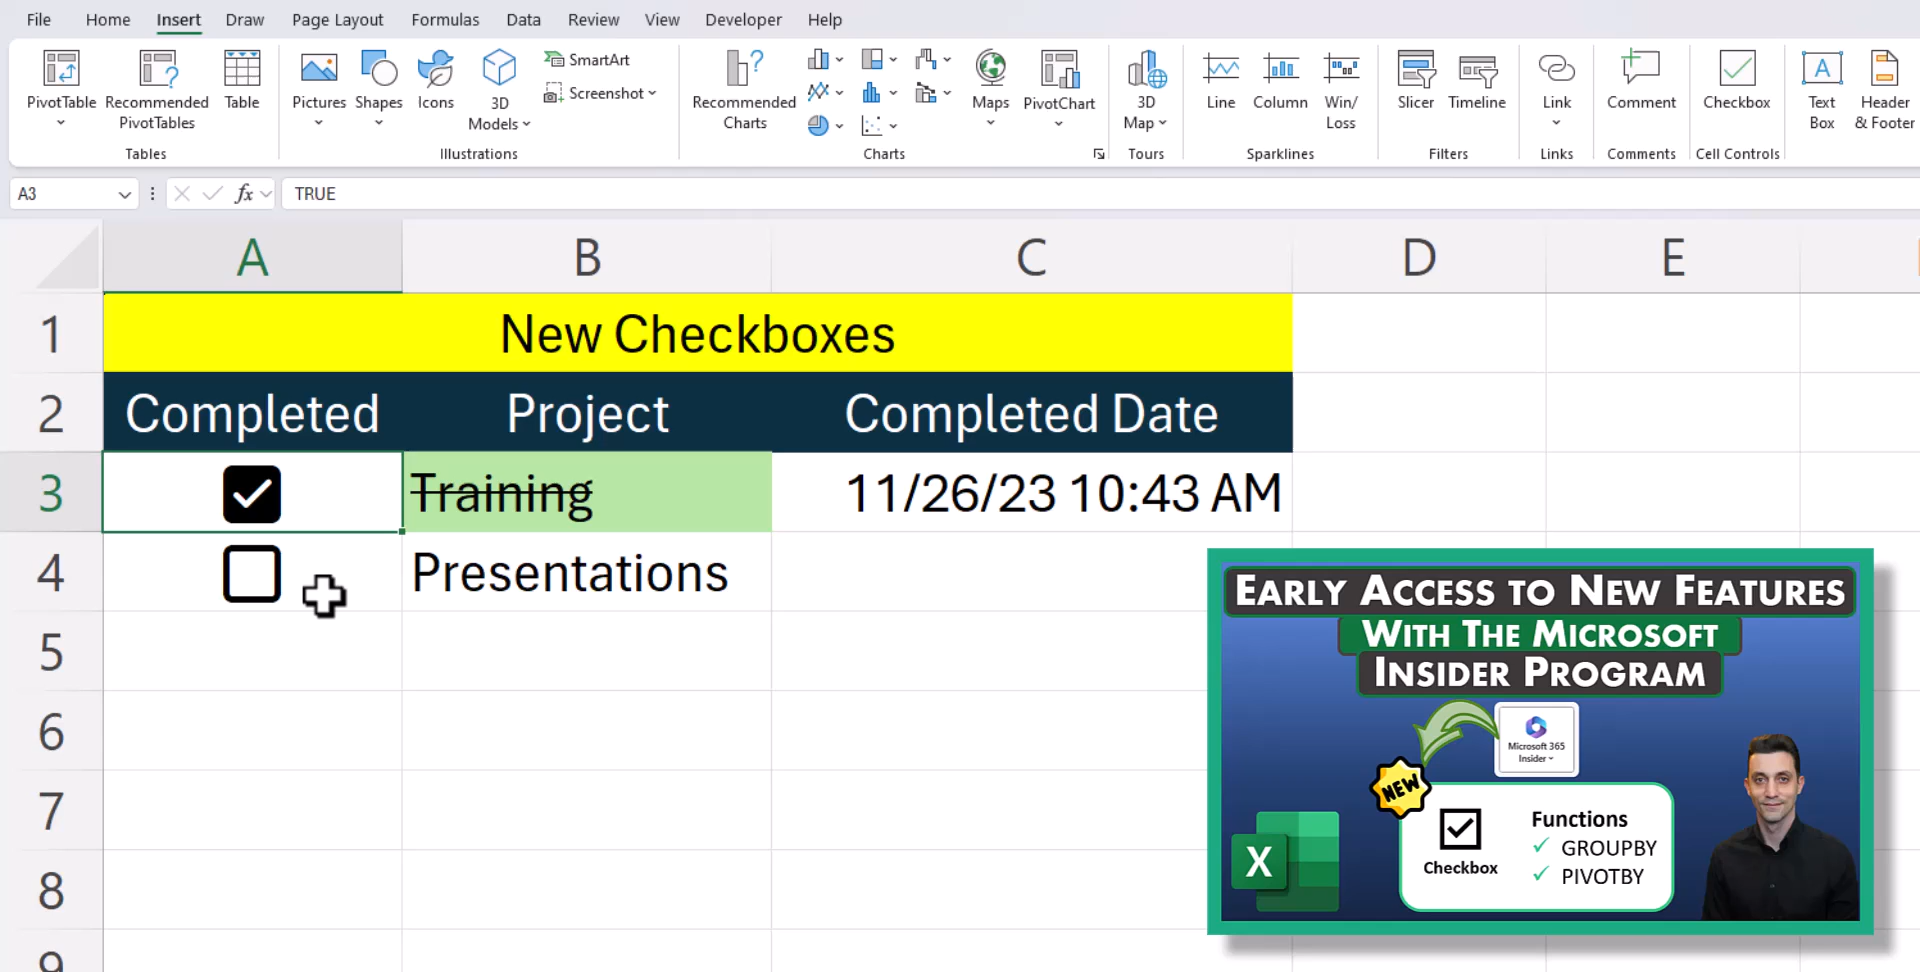 File Home Insert Draw Page Layout Formulas Data Review View Developer Help
PivotTable
Recommended
PivotTables
Table
Tables
Pictures
Shapes
Icons
3D
Models
SmartArt
Screenshot
Illustrations
Recommended
Charts
Maps
PivotChart
Charts
3D
Map
Tours
Line
Column
Win/
Loss
Sparklines
Slicer
Timeline
Filters
Link
Links
Comment
Comments
Checkbox
Cell Controls
Text
Box
Header
& Footer
A3 fx TRUE
A B C D E
1 New Checkboxes
2 Completed Project Completed Date
3 Training 11/26/23 10:43 AM
4 Presentations
5
6
7
8
9
EARLY ACCESS TO NEW FEATURES
WITH THE MICROSOFT
INSIDER PROGRAM
Microsoft 365
Insider
NEW
Checkbox
Functions
GROUPBY
PIVOTBY
X